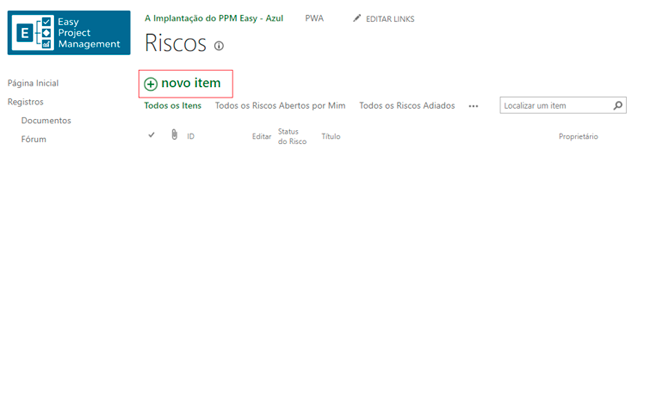 Easy
Project
Management
E
A Implantação do PPM Easy - Azul PWA EDITAR LINKS
Riscos
Página Inicial
Registros
Documentos
Fórum
novo item
Todos os Itens Todos os Riscos Abertos por Mim Todos os Riscos Adiados ••• Localizar um item
ID Editar Status do Risco Título Proprietário